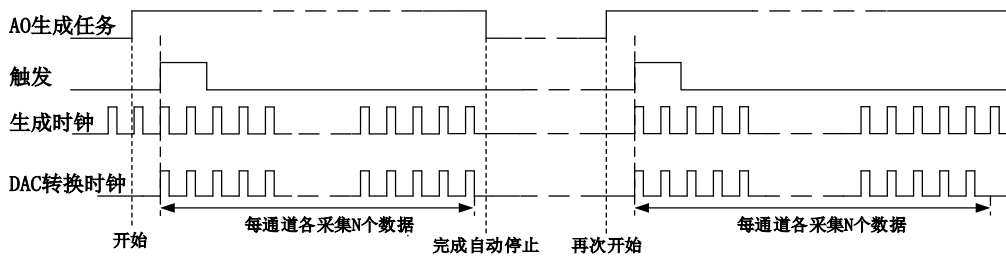 AO生成任务
触发
生成时钟
DAC转换时钟
每通道各采集N个数据
每通道各采集N个数据
开始
完成自动停止
再次开始